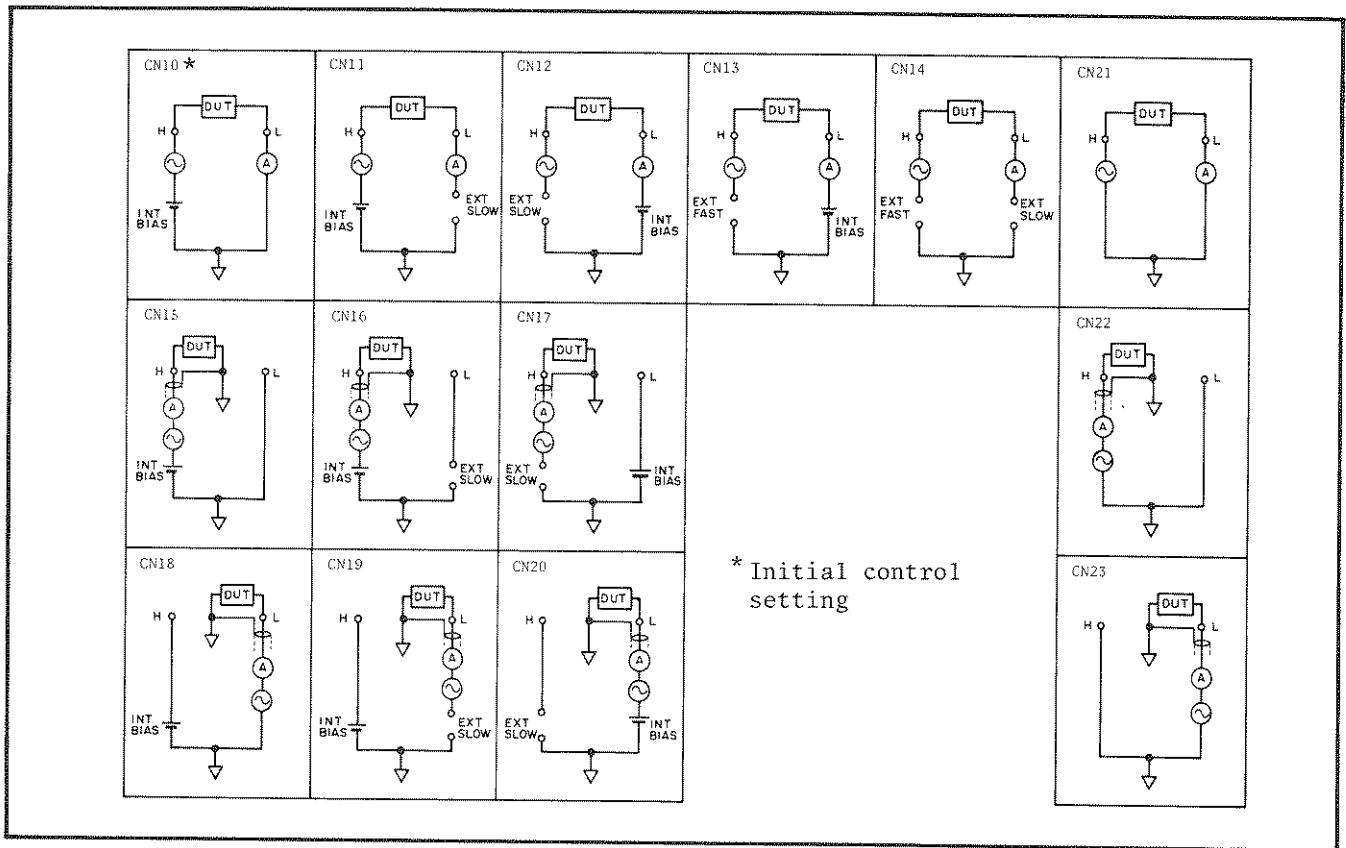 CN10 *
DUT
H
L
A
INT
BIAS
CN11
DUT
H
L
A
INT
BIAS
EXT
SLOW
CN12
DUT
H
L
A
EXT
SLOW
INT
BIAS
CN13
DUT
H
L
A
EXT
FAST
INT
BIAS
CN14
DUT
H
L
A
EXT
FAST
EXT
SLOW
CN21
DUT
H
L
A
CN15
DUT
H
L
A
INT
BIAS
CN16
DUT
H
L
A
INT
BIAS
EXT
SLOW
CN17
DUT
H
L
A
EXT
SLOW
INT
BIAS
CN22
DUT
H
L
A
CN18
DUT
H
L
A
INT
BIAS
CN19
DUT
H
L
A
INT
BIAS
EXT
SLOW
CN20
DUT
H
L
A
EXT
SLOW
INT
BIAS
* Initial control
setting
CN23
DUT
H
L
A